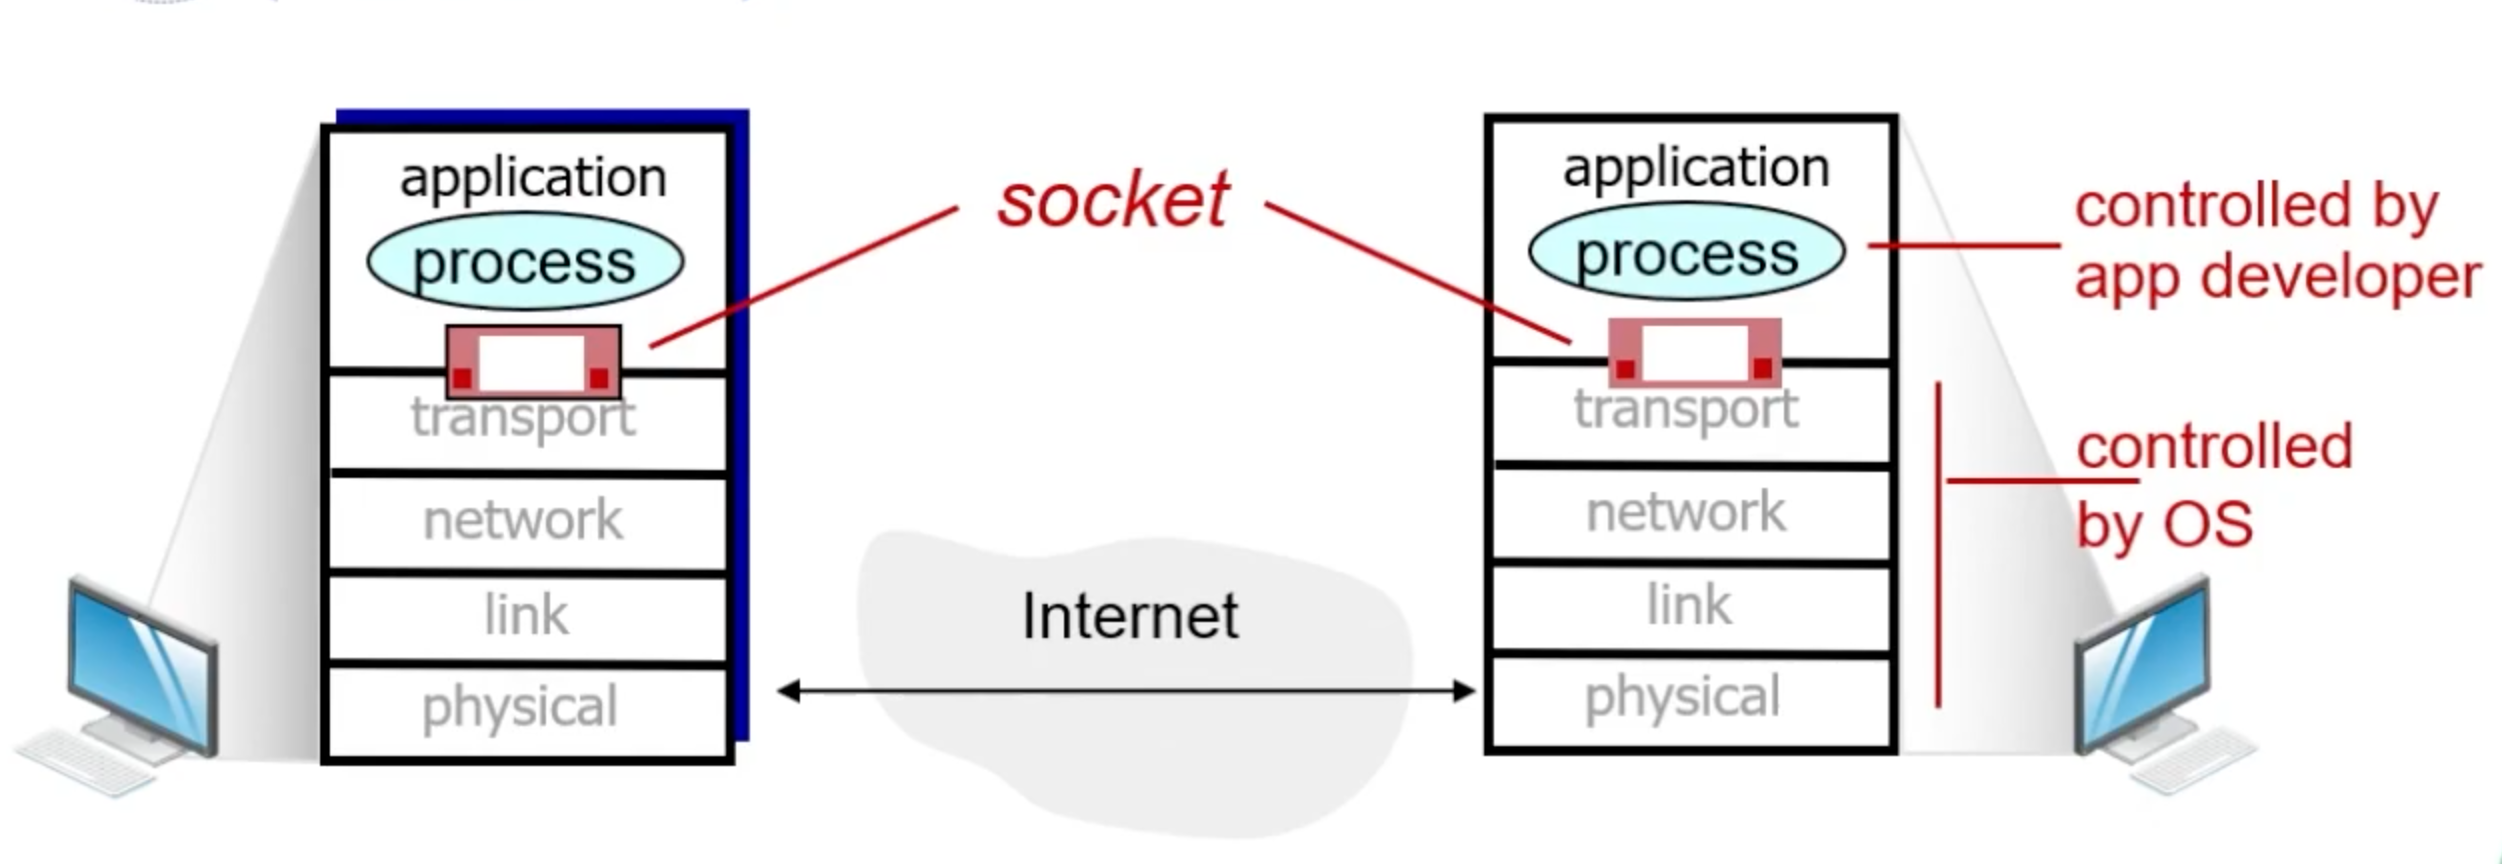 application
process
transport
network
link
physical
socket
Internet
application
process
transport
network
link
physical
controlled by
app developer
controlled
by OS